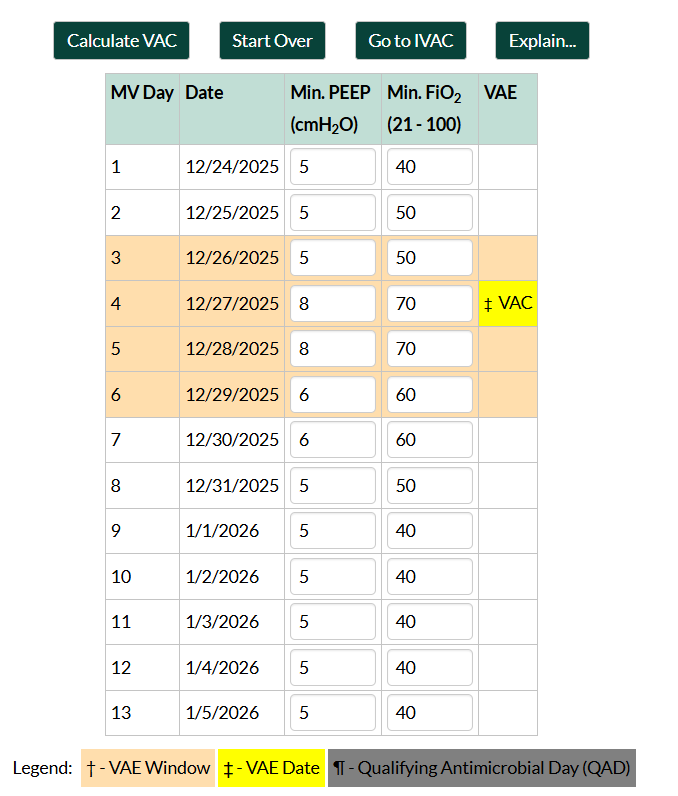 Calculate VAC Start Over Go to IVAC Explain...
MV Day Date Min. PEEP (cmH₂O) Min. FiO₂ (21 - 100) VAE
1 12/24/2025 5 40
2 12/25/2025 5 50
3 12/26/2025 5 50
4 12/27/2025 8 70 ‡ VAC
5 12/28/2025 8 70
6 12/29/2025 6 60
7 12/30/2025 6 60
8 12/31/2025 5 50
9 1/1/2026 5 40
10 1/2/2026 5 40
11 1/3/2026 5 40
12 1/4/2026 5 40
13 1/5/2026 5 40
Legend: † - VAE Window ‡ - VAE Date ¶ - Qualifying Antimicrobial Day (QAD)